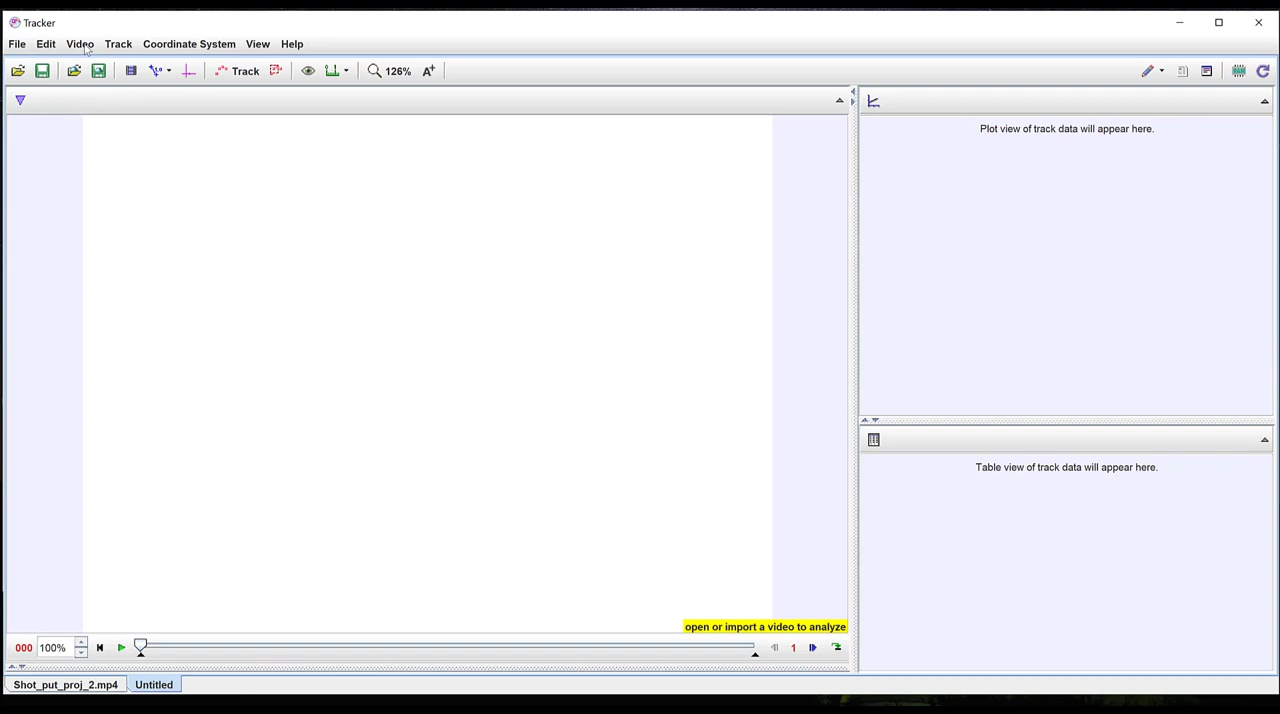 Tracker
File Edit Video Track Coordinate System View Help
Track 126% A+
Plot view of track data will appear here.
Table view of track data will appear here.
open or import a video to analyze
000 100% 1
Shot_put_proj_2.mp4 Untitled